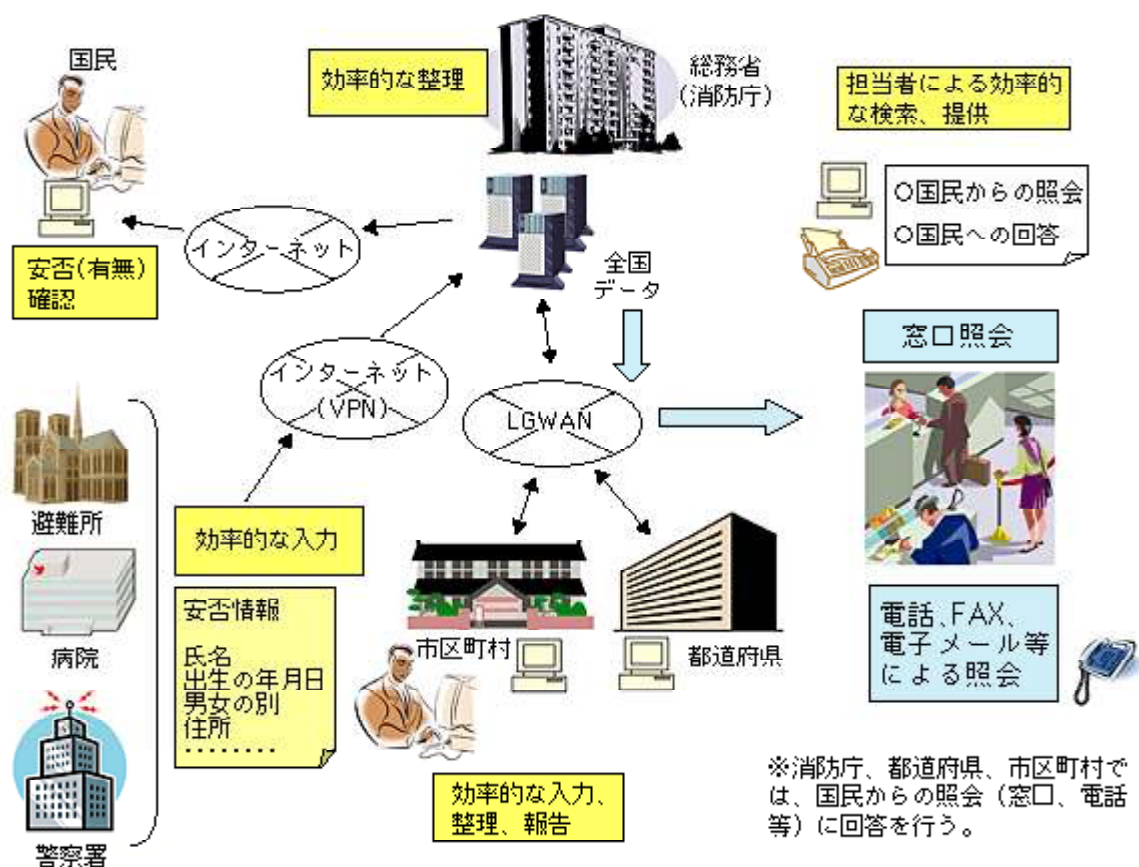 国民
効率的な整理
総務省
(消防庁)
担当者による効率的
な検索、提供
○国民からの照会
○国民への回答
インターネット
安否(有無)
確認
全国
データ
窓口照会
インターネット
(VPN)
LGWAN
避難所
効率的な入力
安否情報
氏名
出生の年月日
男女の別
住所
‥‥‥‥
病院
市区町村
都道府県
電話、FAX、
電子メール等
による照会
警察署
効率的な入力、
整理、報告
※消防庁、都道府県、市区町村で
は、国民からの照会（窓口、電話
等）に回答を行う。